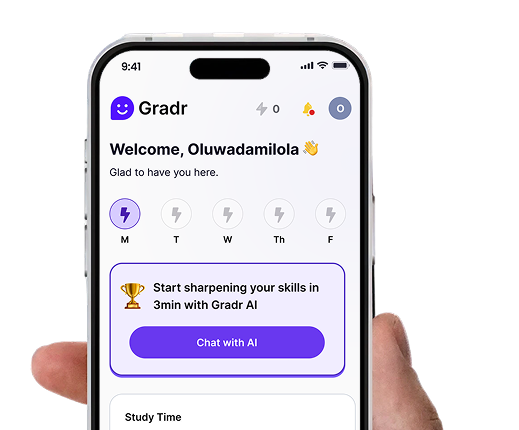 9:41
Gradr
0
O
Welcome, Oluwadamilola 👋
Glad to have you here.
M T W Th F
Start sharpening your skills in
3min with Gradr AI
Chat with AI
Study Time